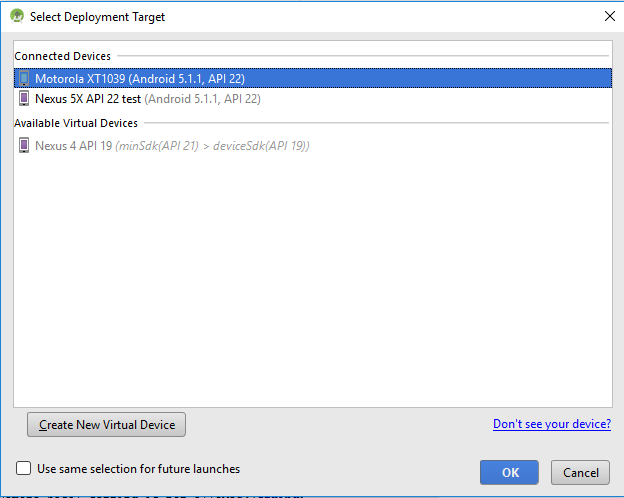 Select Deployment Target
Connected Devices
Motorola XT1039 (Android 5.1.1, API 22)
Nexus 5X API 22 test (Android 5.1.1, API 22)
Available Virtual Devices
Nexus 4 API 19 (minSdk(API 21) > deviceSdk(API 19))
Create New Virtual Device
Don't see your device?
Use same selection for future launches
OK
Cancel